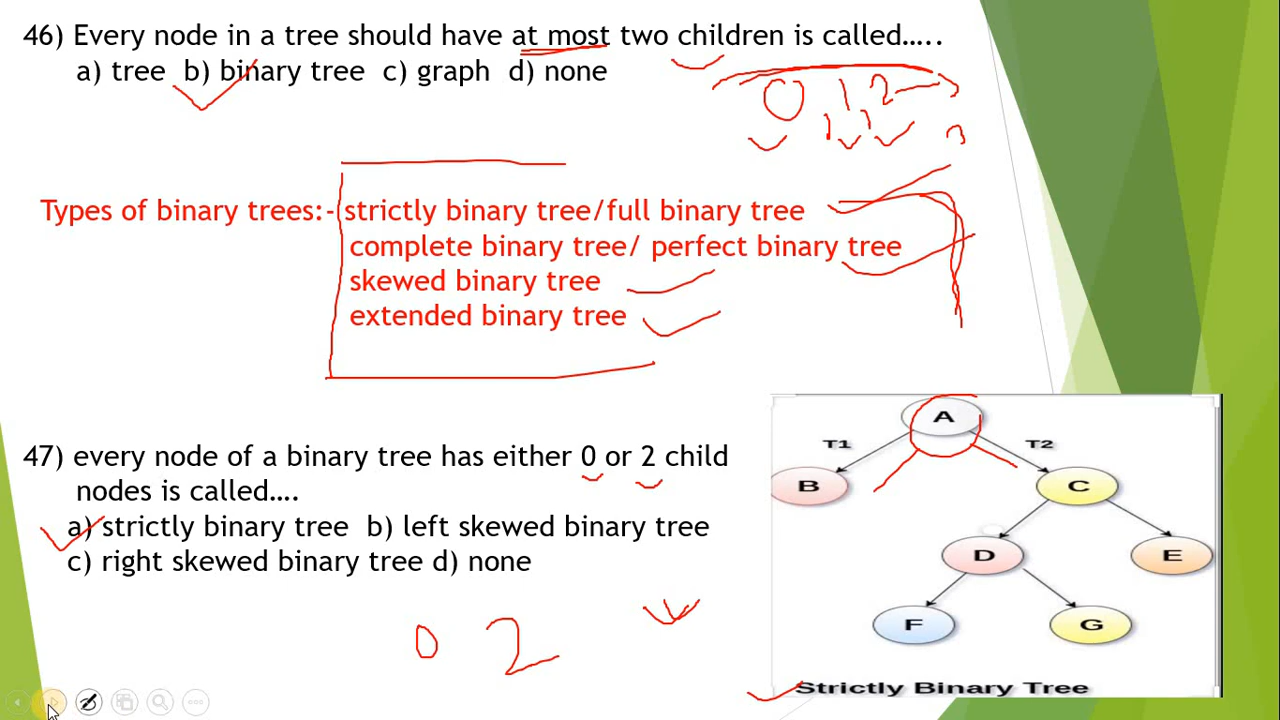 46) Every node in a tree should have at most two children is called.....
a) tree b) binary tree c) graph d) none
0 1 2
Types of binary trees:- strictly binary tree/full binary tree
complete binary tree/ perfect binary tree
skewed binary tree
extended binary tree
47) every node of a binary tree has either 0 or 2 child
nodes is called....
a) strictly binary tree b) left skewed binary tree
c) right skewed binary tree d) none
0 2
A
T1 T2
B C
D E
F G
Strictly Binary Tree